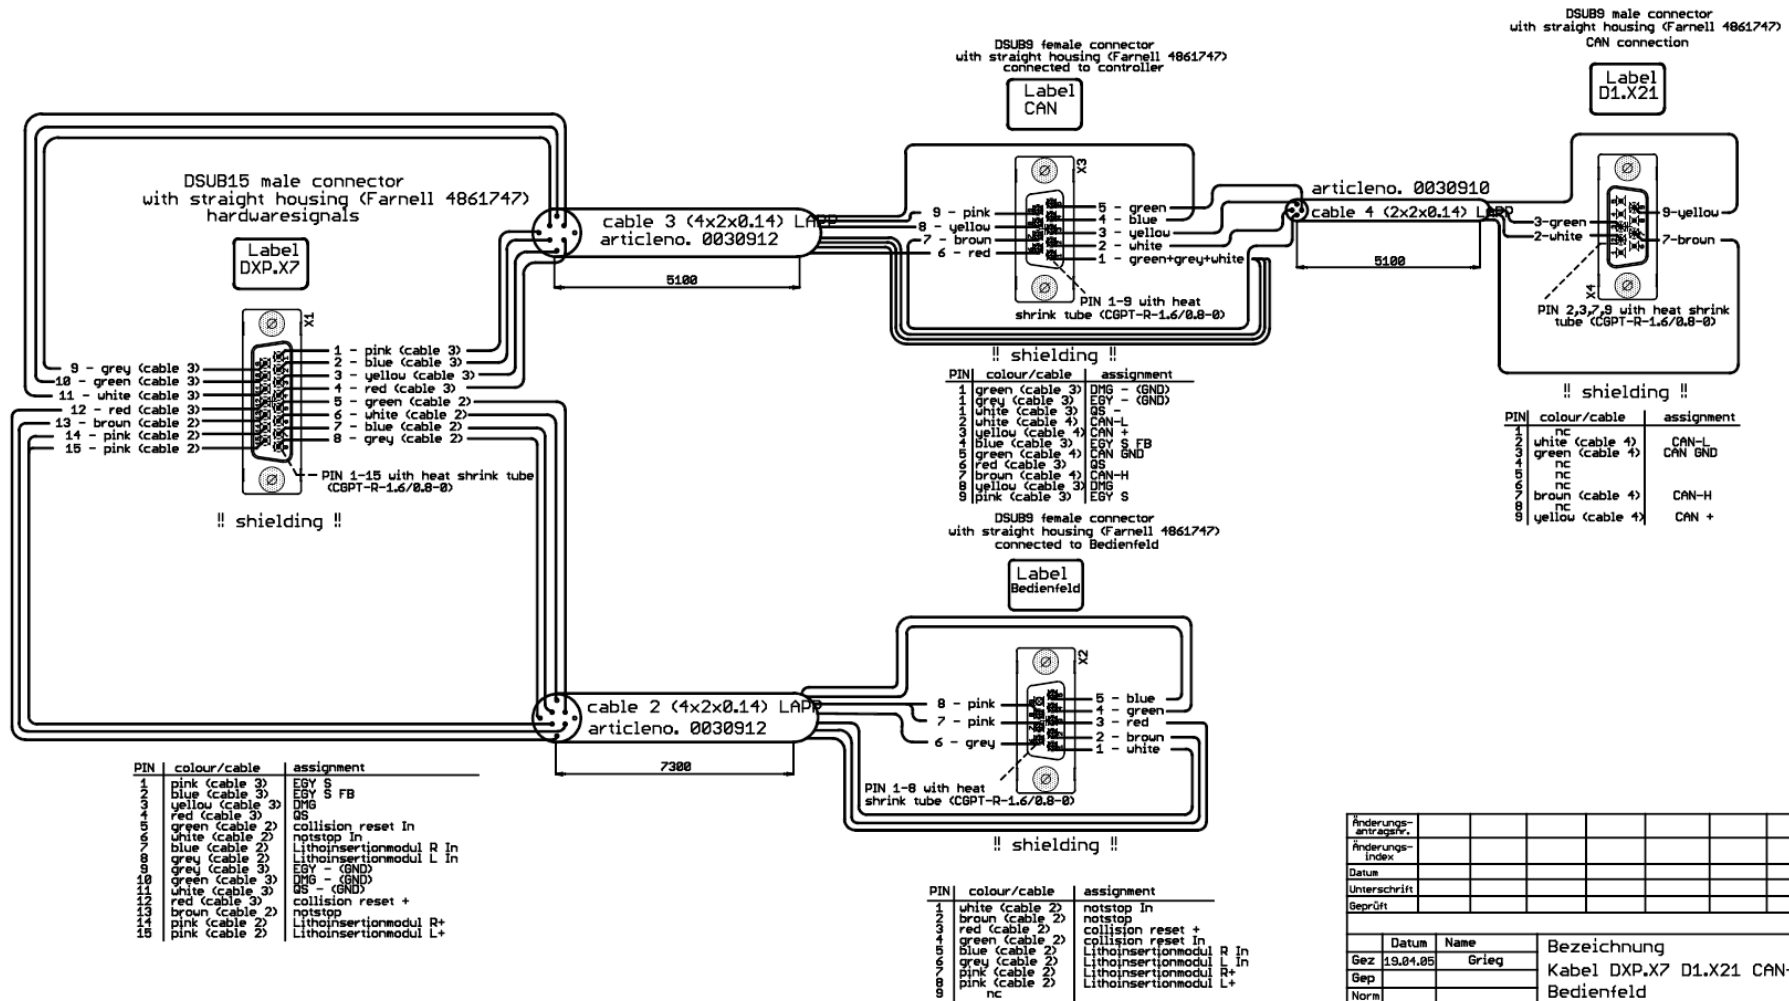 DSUB9 male connector
with straight housing (Farnell 4861747)
CAN connection
Label
D1.X21
DSUB9 female connector
with straight housing (Farnell 4861747)
connected to controller
Label
CAN
DSUB15 male connector
with straight housing (Farnell 4861747)
hardwaresignals
Label
DXP.X7
cable 3 (4x2x0.14) LAPP
articleno. 0030912
5100
X3
9 - pink
8 - yellow
7 - brown
6 - red
5 - green
4 - blue
3 - yellow
2 - white
1 - green+grey+white
PIN 1-9 with heat
shrink tube (CGPT-R-1.6/0.8-0)
!! shielding !!
articleno. 0030910
cable 4 (2x2x0.14) LAPP
5100
3-green
2-white
9-yellow
7-brown
X4
PIN 2,3,7,9 with heat shrink
tube (CGPT-R-1.6/0.8-0)
!! shielding !!
X1
9 - grey (cable 3)
10 - green (cable 3)
11 - white (cable 3)
12 - red (cable 3)
13 - brown (cable 2)
14 - pink (cable 2)
15 - pink (cable 2)
1 - pink (cable 3)
2 - blue (cable 3)
3 - yellow (cable 3)
4 - red (cable 3)
5 - green (cable 2)
6 - white (cable 2)
7 - blue (cable 2)
8 - grey (cable 2)
PIN 1-15 with heat shrink tube
(CGPT-R-1.6/0.8-0)
!! shielding !!
PIN colour/cable assignment
1 green (cable 3) DMG - (GND)
1 grey (cable 3) EGY - (GND)
1 white (cable 3) QS -
2 white (cable 4) CAN-L
3 yellow (cable 4) CAN +
4 blue (cable 3) EGY S FB
5 green (cable 4) CAN GND
6 red (cable 3) QS
7 brown (cable 4) CAN-H
8 yellow (cable 3) DMG
9 pink (cable 3) EGY S
PIN colour/cable assignment
1 nc
2 white (cable 4) CAN-L
3 green (cable 4) CAN GND
4 nc
5 nc
6 nc
7 brown (cable 4) CAN-H
8 nc
9 yellow (cable 4) CAN +
DSUB9 female connector
with straight housing (Farnell 4861747)
connected to Bedienfeld
Label
Bedienfeld
cable 2 (4x2x0.14) LAPP
articleno. 0030912
7300
X2
8 - pink
7 - pink
6 - grey
5 - blue
4 - green
3 - red
2 - brown
1 - white
PIN 1-8 with heat
shrink tube (CGPT-R-1.6/0.8-0)
!! shielding !!
PIN colour/cable assignment
1 pink (cable 3) EGY S
2 blue (cable 3) EGY S FB
3 yellow (cable 3) DMG
4 red (cable 3) QS
5 green (cable 2) collision reset In
6 white (cable 2) notstop In
7 blue (cable 2) Lithoinsertionmodul R In
8 grey (cable 2) Lithoinsertionmodul L In
9 grey (cable 3) EGY - (GND)
10 green (cable 3) DMG - (GND)
11 white (cable 3) QS - (GND)
12 red (cable 3) collision reset +
13 brown (cable 2) notstop
14 pink (cable 2) Lithoinsertionmodul R+
15 pink (cable 2) Lithoinsertionmodul L+
PIN colour/cable assignment
1 white (cable 2) notstop In
2 brown (cable 2) notstop
3 red (cable 2) collision reset +
4 green (cable 2) collision reset In
5 blue (cable 2) Lithoinsertionmodul R In
6 grey (cable 2) Lithoinsertionmodul L In
7 pink (cable 2) Lithoinsertionmodul R+
8 pink (cable 2) Lithoinsertionmodul L+
9 nc
Änderungs-
antragsnr.
Änderungs-
index
Datum
Unterschrift
Geprüft
Datum Name
Gez 19.04.05 Grieg
Gep
Norm
Bezeichnung
Kabel DXP.X7 D1.X21 CAN-
Bedienfeld